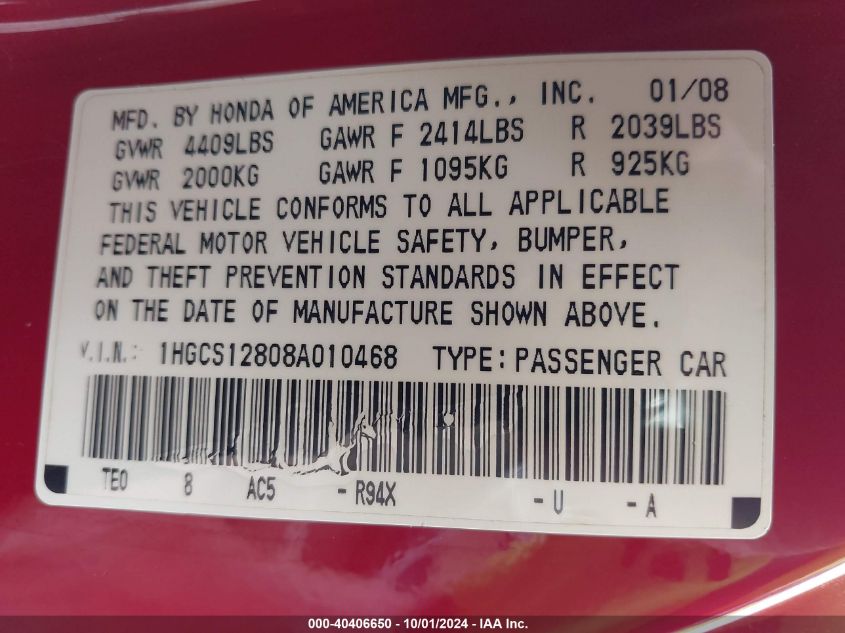 MFD. BY HONDA OF AMERICA MFG., INC. 01/08
GVWR 4409LBS GAWR F 2414LBS R 2039LBS
GVWR 2000KG GAWR F 1095KG R 925KG
THIS VEHICLE CONFORMS TO ALL APPLICABLE
FEDERAL MOTOR VEHICLE SAFETY, BUMPER,
AND THEFT PREVENTION STANDARDS IN EFFECT
ON THE DATE OF MANUFACTURE SHOWN ABOVE.
V.I.N.: 1HGCS12808A010468 TYPE: PASSENGER CAR
TE0 8 AC5 - R94X - U - A
000-40406650 - 10/01/2024 - IAA Inc.